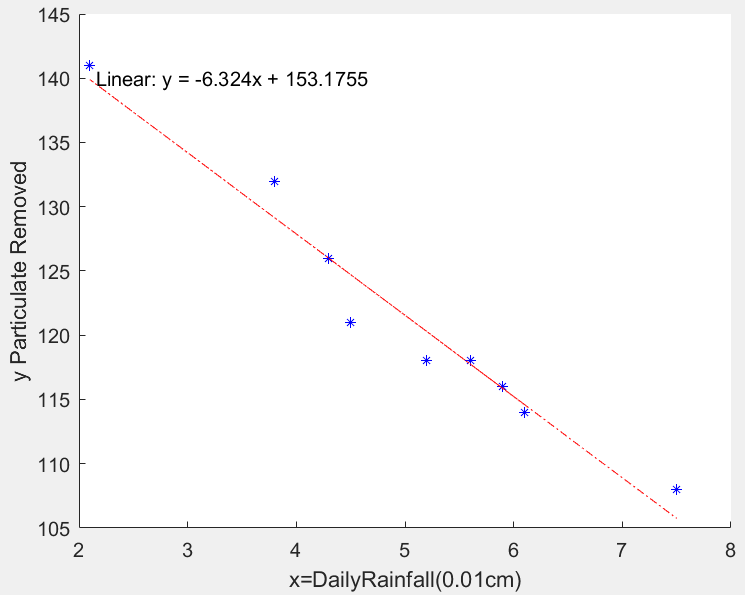 145
140
135
130
125
120
115
110
105
y Particulate Removed
Linear: y = -6.324x + 153.1755
2 3 4 5 6 7 8
x=DailyRainfall(0.01cm)